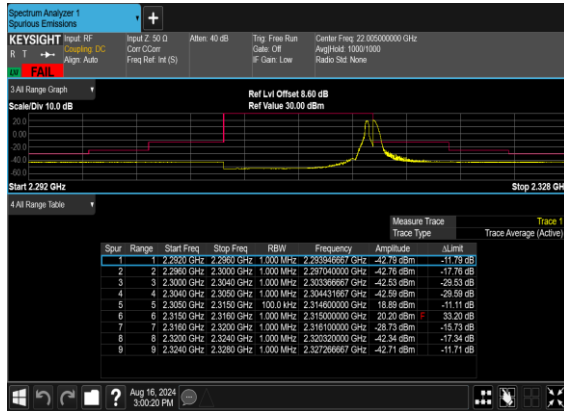 Spectrum Analyzer 1
Spurious Emissions
KEYSIGHT Input: RF Input Z: 50 Ω Atten: 40 dB Trig: Free Run Center Freq: 22.005000000 GHz
R T Coupling: DC Corr CCorr Gate: Off Avg|Hold: 1000/1000
Align: Auto Freq Ref: Int (S) IF Gain: Low Radio Std: None
FAIL
3 All Range Graph Ref Lvl Offset 8.60 dB
Scale/Div 10.0 dB Ref Value 30.00 dBm
20.0
0.00
-20.0
-40.0
-60.0
Start 2.292 GHz Stop 2.328 GH
4 All Range Table
Measure Trace Trace 1
Trace Type Trace Average (Active)
Spur Range Start Freq Stop Freq RBW Frequency Amplitude ΔLimit
1 1 2.2920 GHz 2.2960 GHz 1.000 MHz 2.293946667 GHz -42.79 dBm -11.79 dB
2 2 2.2960 GHz 2.3000 GHz 1.000 MHz 2.297040000 GHz -42.76 dBm -17.76 dB
3 3 2.3000 GHz 2.3040 GHz 1.000 MHz 2.303366667 GHz -42.53 dBm -29.53 dB
4 4 2.3040 GHz 2.3050 GHz 1.000 MHz 2.304431667 GHz -42.59 dBm -29.59 dB
5 5 2.3050 GHz 2.3150 GHz 100.0 kHz 2.314600000 GHz 18.89 dBm -11.11 dB
6 6 2.3150 GHz 2.3160 GHz 1.000 MHz 2.315000000 GHz 20.20 dBm F 33.20 dB
7 7 2.3160 GHz 2.3200 GHz 1.000 MHz 2.316100000 GHz -28.73 dBm -15.73 dB
8 8 2.3200 GHz 2.3240 GHz 1.000 MHz 2.320320000 GHz -42.34 dBm -17.34 dB
9 9 2.3240 GHz 2.3280 GHz 1.000 MHz 2.327266667 GHz -42.71 dBm -11.71 dB
Aug 16, 2024
3:00:20 PM